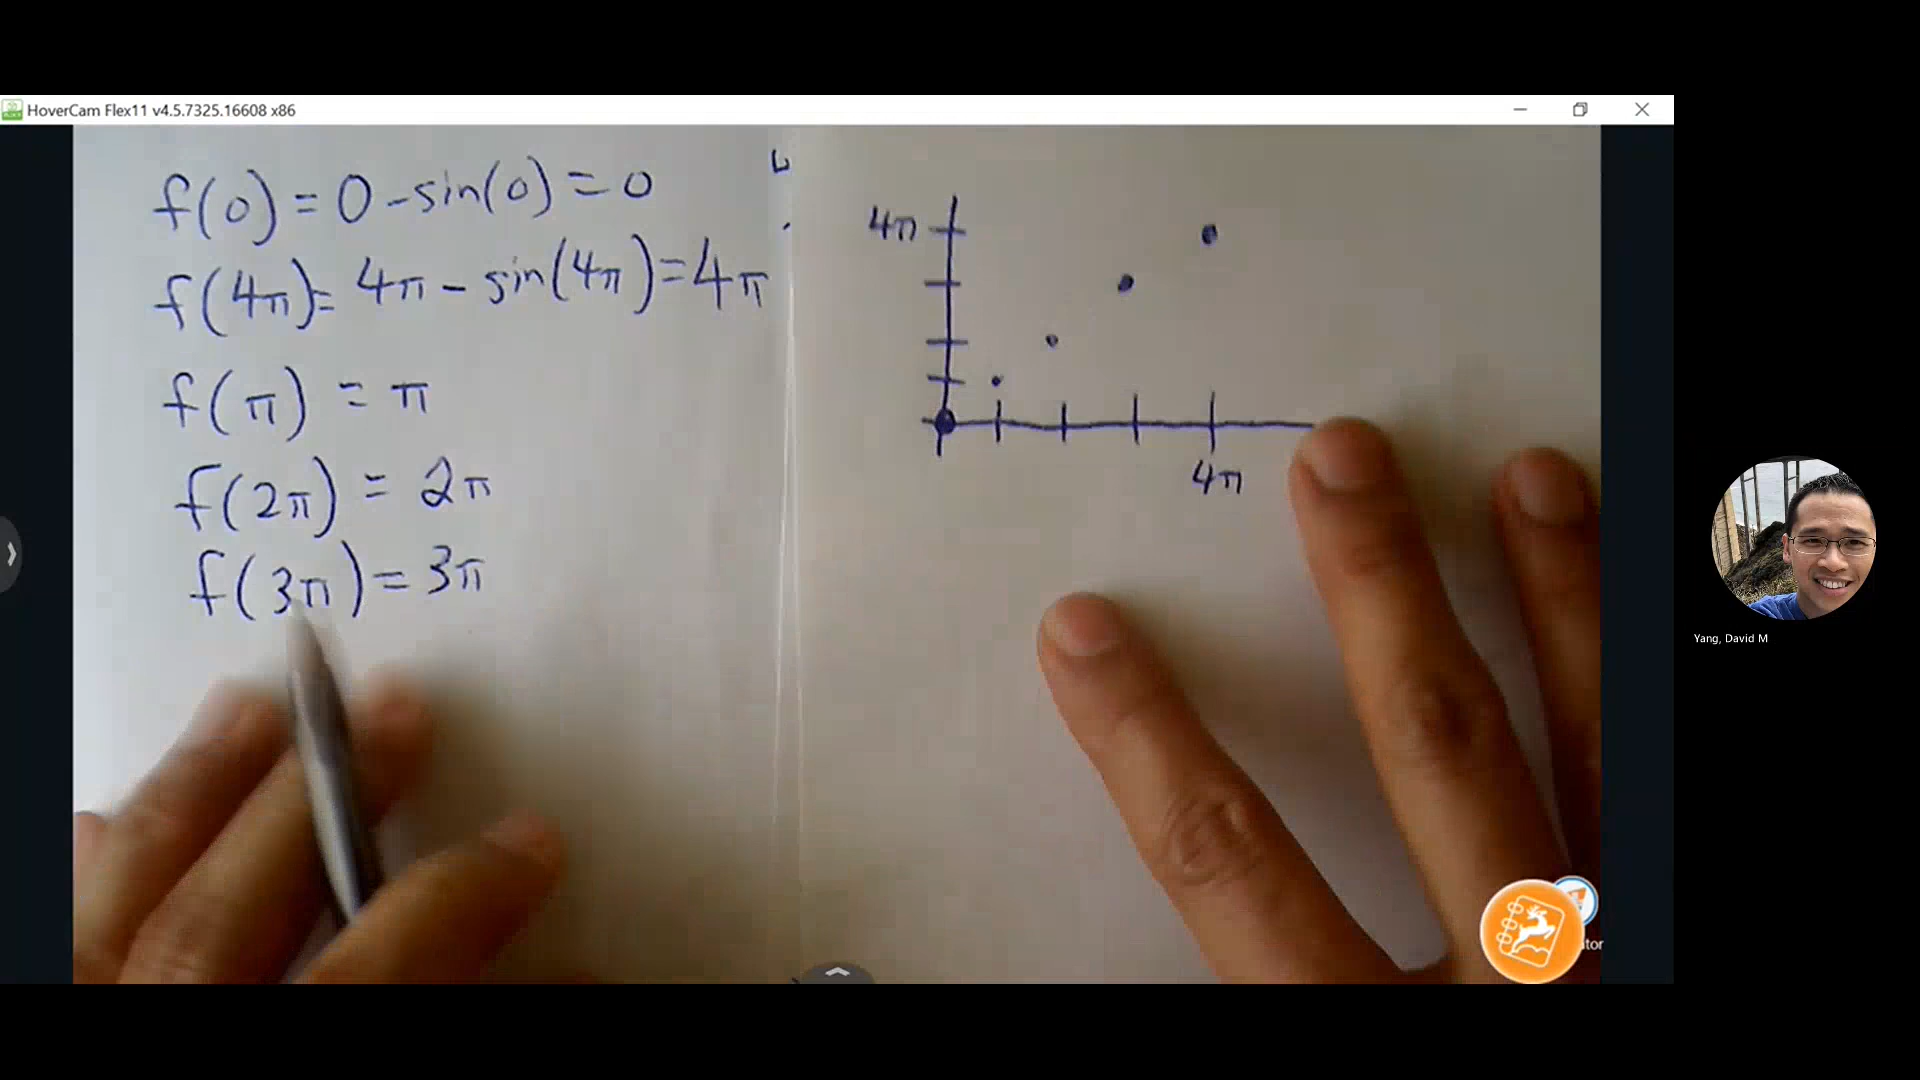 HoverCam Flex11 v4.5.7325.16608 x86
f(0) = 0 - sin(0) = 0
f(4π) = 4π - sin(4π) = 4π
f(π) = π
f(2π) = 2π
f(3π) = 3π
4π
4π
Yang, David M